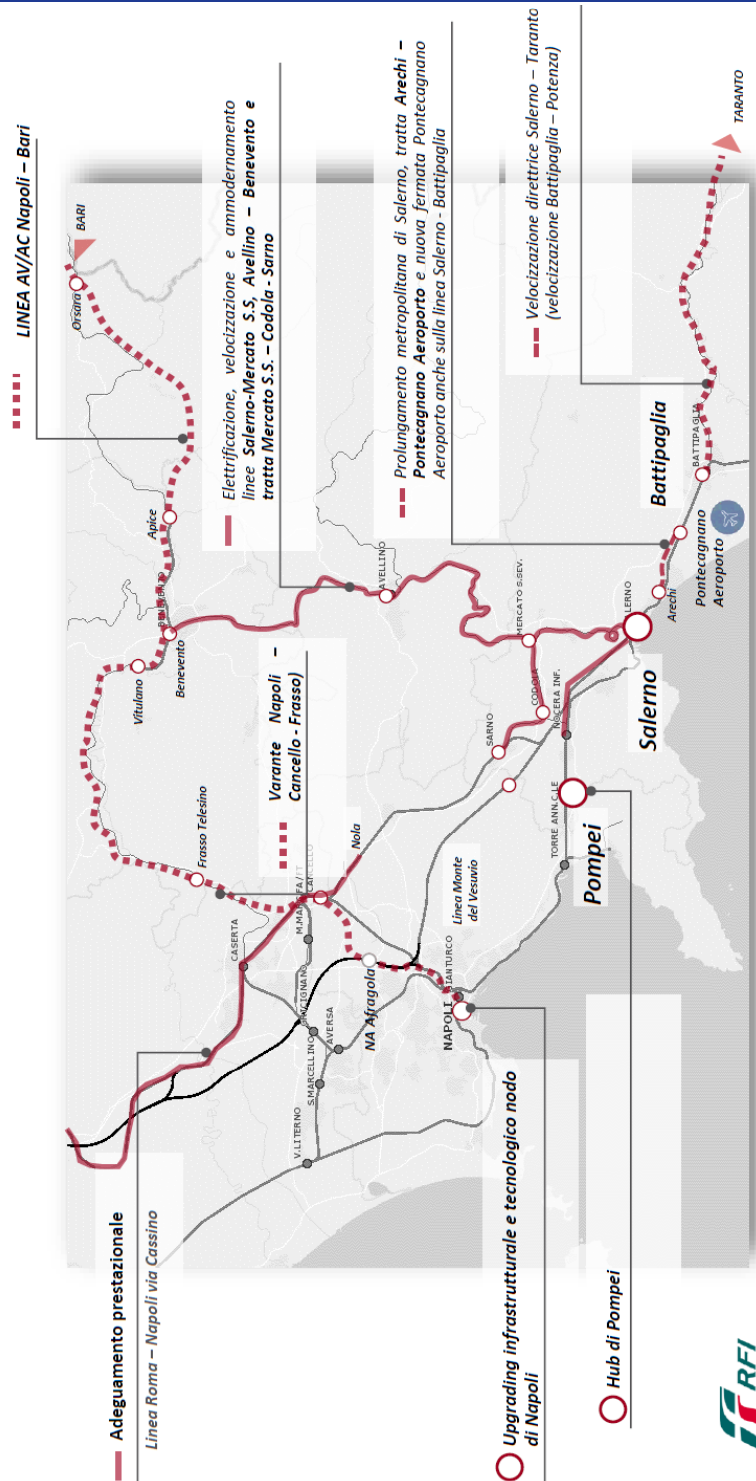 LINEA AV/AC Napoli – Bari
Elettrificazione, velocizzazione e ammodernamento
linee Salerno-Mercato S.S, Avellino – Benevento e
tratta Mercato S.S. – Codola - Sarno
Prolungamento metropolitana di Salerno, tratta Arechi –
Pontecagnano Aeroporto e nuova fermata Pontecagnano
Aeroporto anche sulla linea Salerno - Battipaglia
Velocizzazione direttrice Salerno – Taranto
(velocizzazione Battipaglia – Potenza)
Adeguamento prestazionale
Linea Roma – Napoli via Cassino
Varante Napoli –
Cancello - Frasso)
Upgrading infrastrutturale e tecnologico nodo
di Napoli
Hub di Pompei
BARI
Orsara
Apice
Benevento
Vitulano
Frasso Telesino
CASERTA
Nola
NA Afragola
AVERSA
S.MARCELLINO
V.LITERNO
NAPOLI
Linea Monte
del Vesuvio
SARNO
CODOLA
MERCATO S.SEV.
AVELLINO
NOCERA INF.
TORRE ANN.C.LE
Pompei
LERNO
Salerno
Arechi
Pontecagnano
Aeroporto
BATTIPAGLIA
Battipaglia
TARANTO
RFI